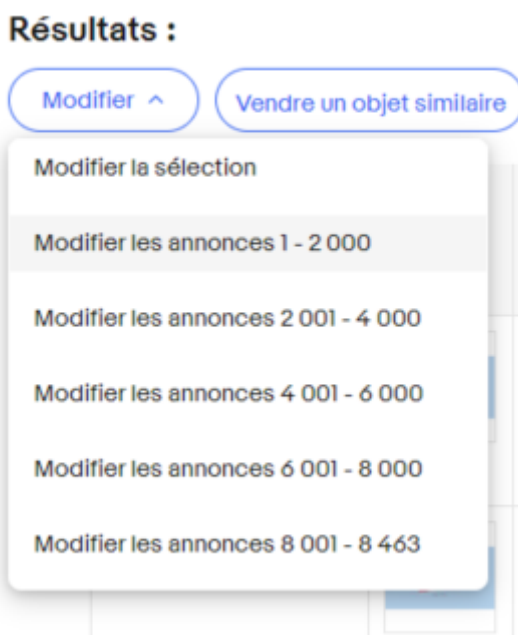 Résultats :
Modifier
Vendre un objet similaire
Modifier la sélection
Modifier les annonces 1 - 2 000
Modifier les annonces 2 001 - 4 000
Modifier les annonces 4 001 - 6 000
Modifier les annonces 6 001 - 8 000
Modifier les annonces 8 001 - 8 463